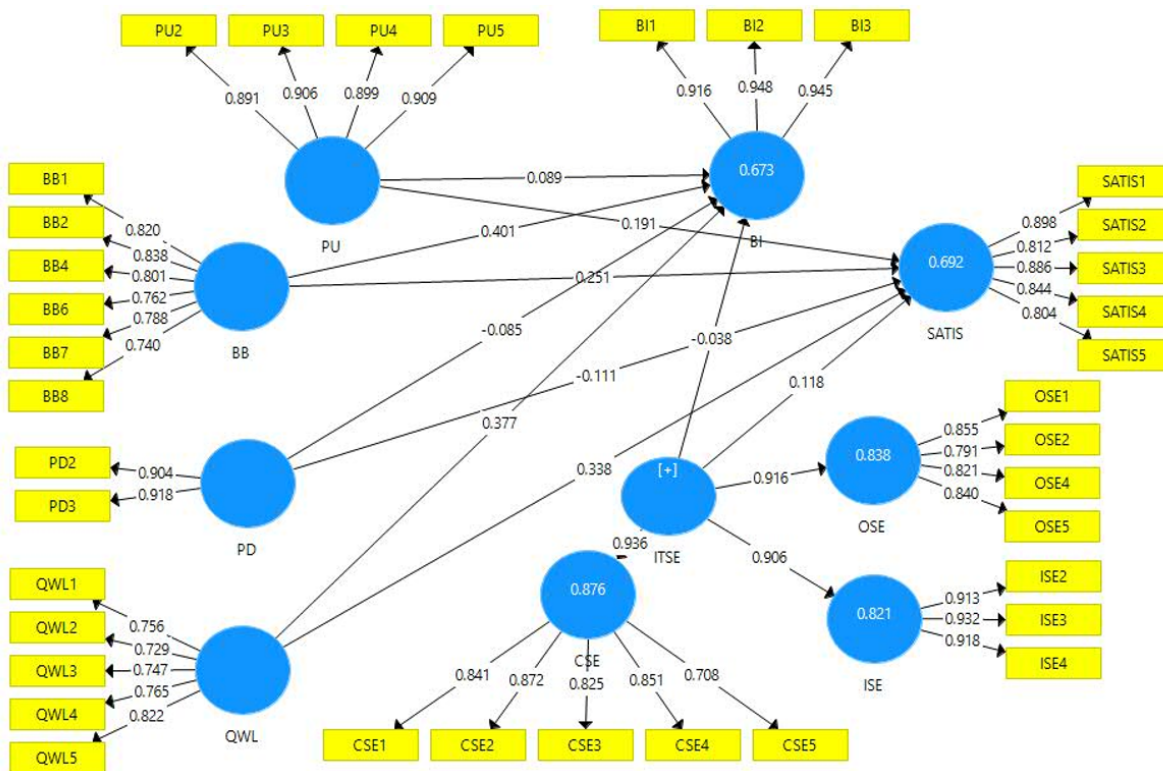 PU2 PU3 PU4 PU5
BI1 BI2 BI3
0.891 0.906 0.899 0.909
0.916 0.948 0.945
PU
0.673
BI
BB1
BB2
BB4
BB6
BB7
BB8
0.820
0.838
0.801
0.762
0.788
0.740
BB
0.089
0.191
0.401
0.251
-0.085
-0.038
-0.111
0.118
0.377
0.338
0.692
SATIS
0.898
0.812
0.886
0.844
0.804
SATIS1
SATIS2
SATIS3
SATIS4
SATIS5
PD2
PD3
0.904
0.918
PD
[+]
ITSE
0.916
0.936
0.906
0.838
OSE
0.855
0.791
0.821
0.840
OSE1
OSE2
OSE4
OSE5
QWL1
QWL2
QWL3
QWL4
QWL5
0.756
0.729
0.747
0.765
0.822
QWL
0.876
CSE
0.841 0.872 0.825 0.851 0.708
CSE1 CSE2 CSE3 CSE4 CSE5
0.821
ISE
0.913
0.932
0.918
ISE2
ISE3
ISE4